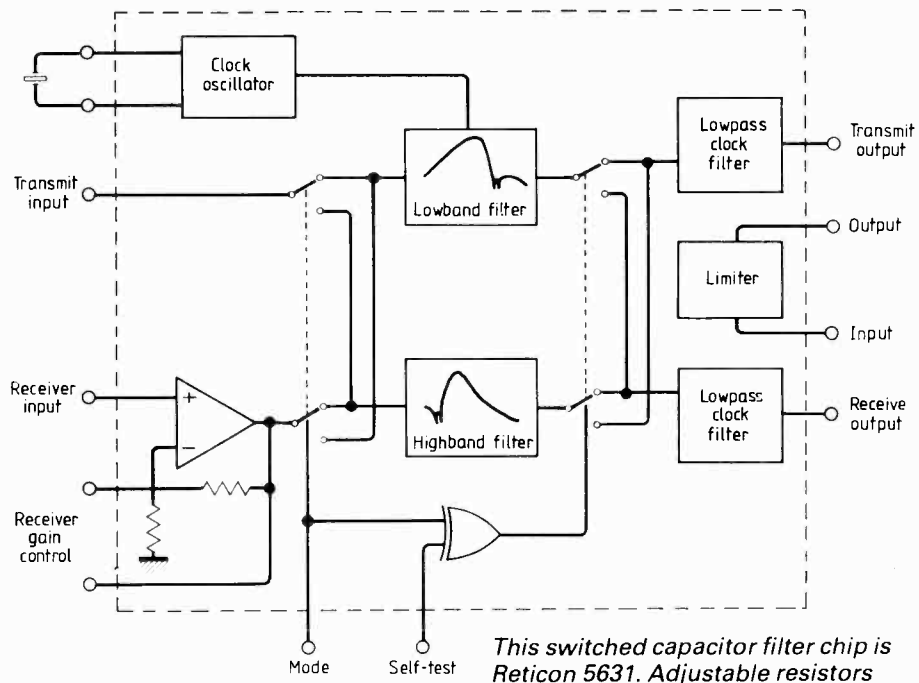 Clock
oscillator
Lowpass
clock
filter
Transmit
output
Transmit
input
Lowband filter
Output
Limiter
Input
Receiver
input
+
−
Highband filter
Lowpass
clock
filter
Receive
output
Receiver
gain
control
Mode
Self-test
This switched capacitor filter chip is
Reticon 5631. Adjustable resistors